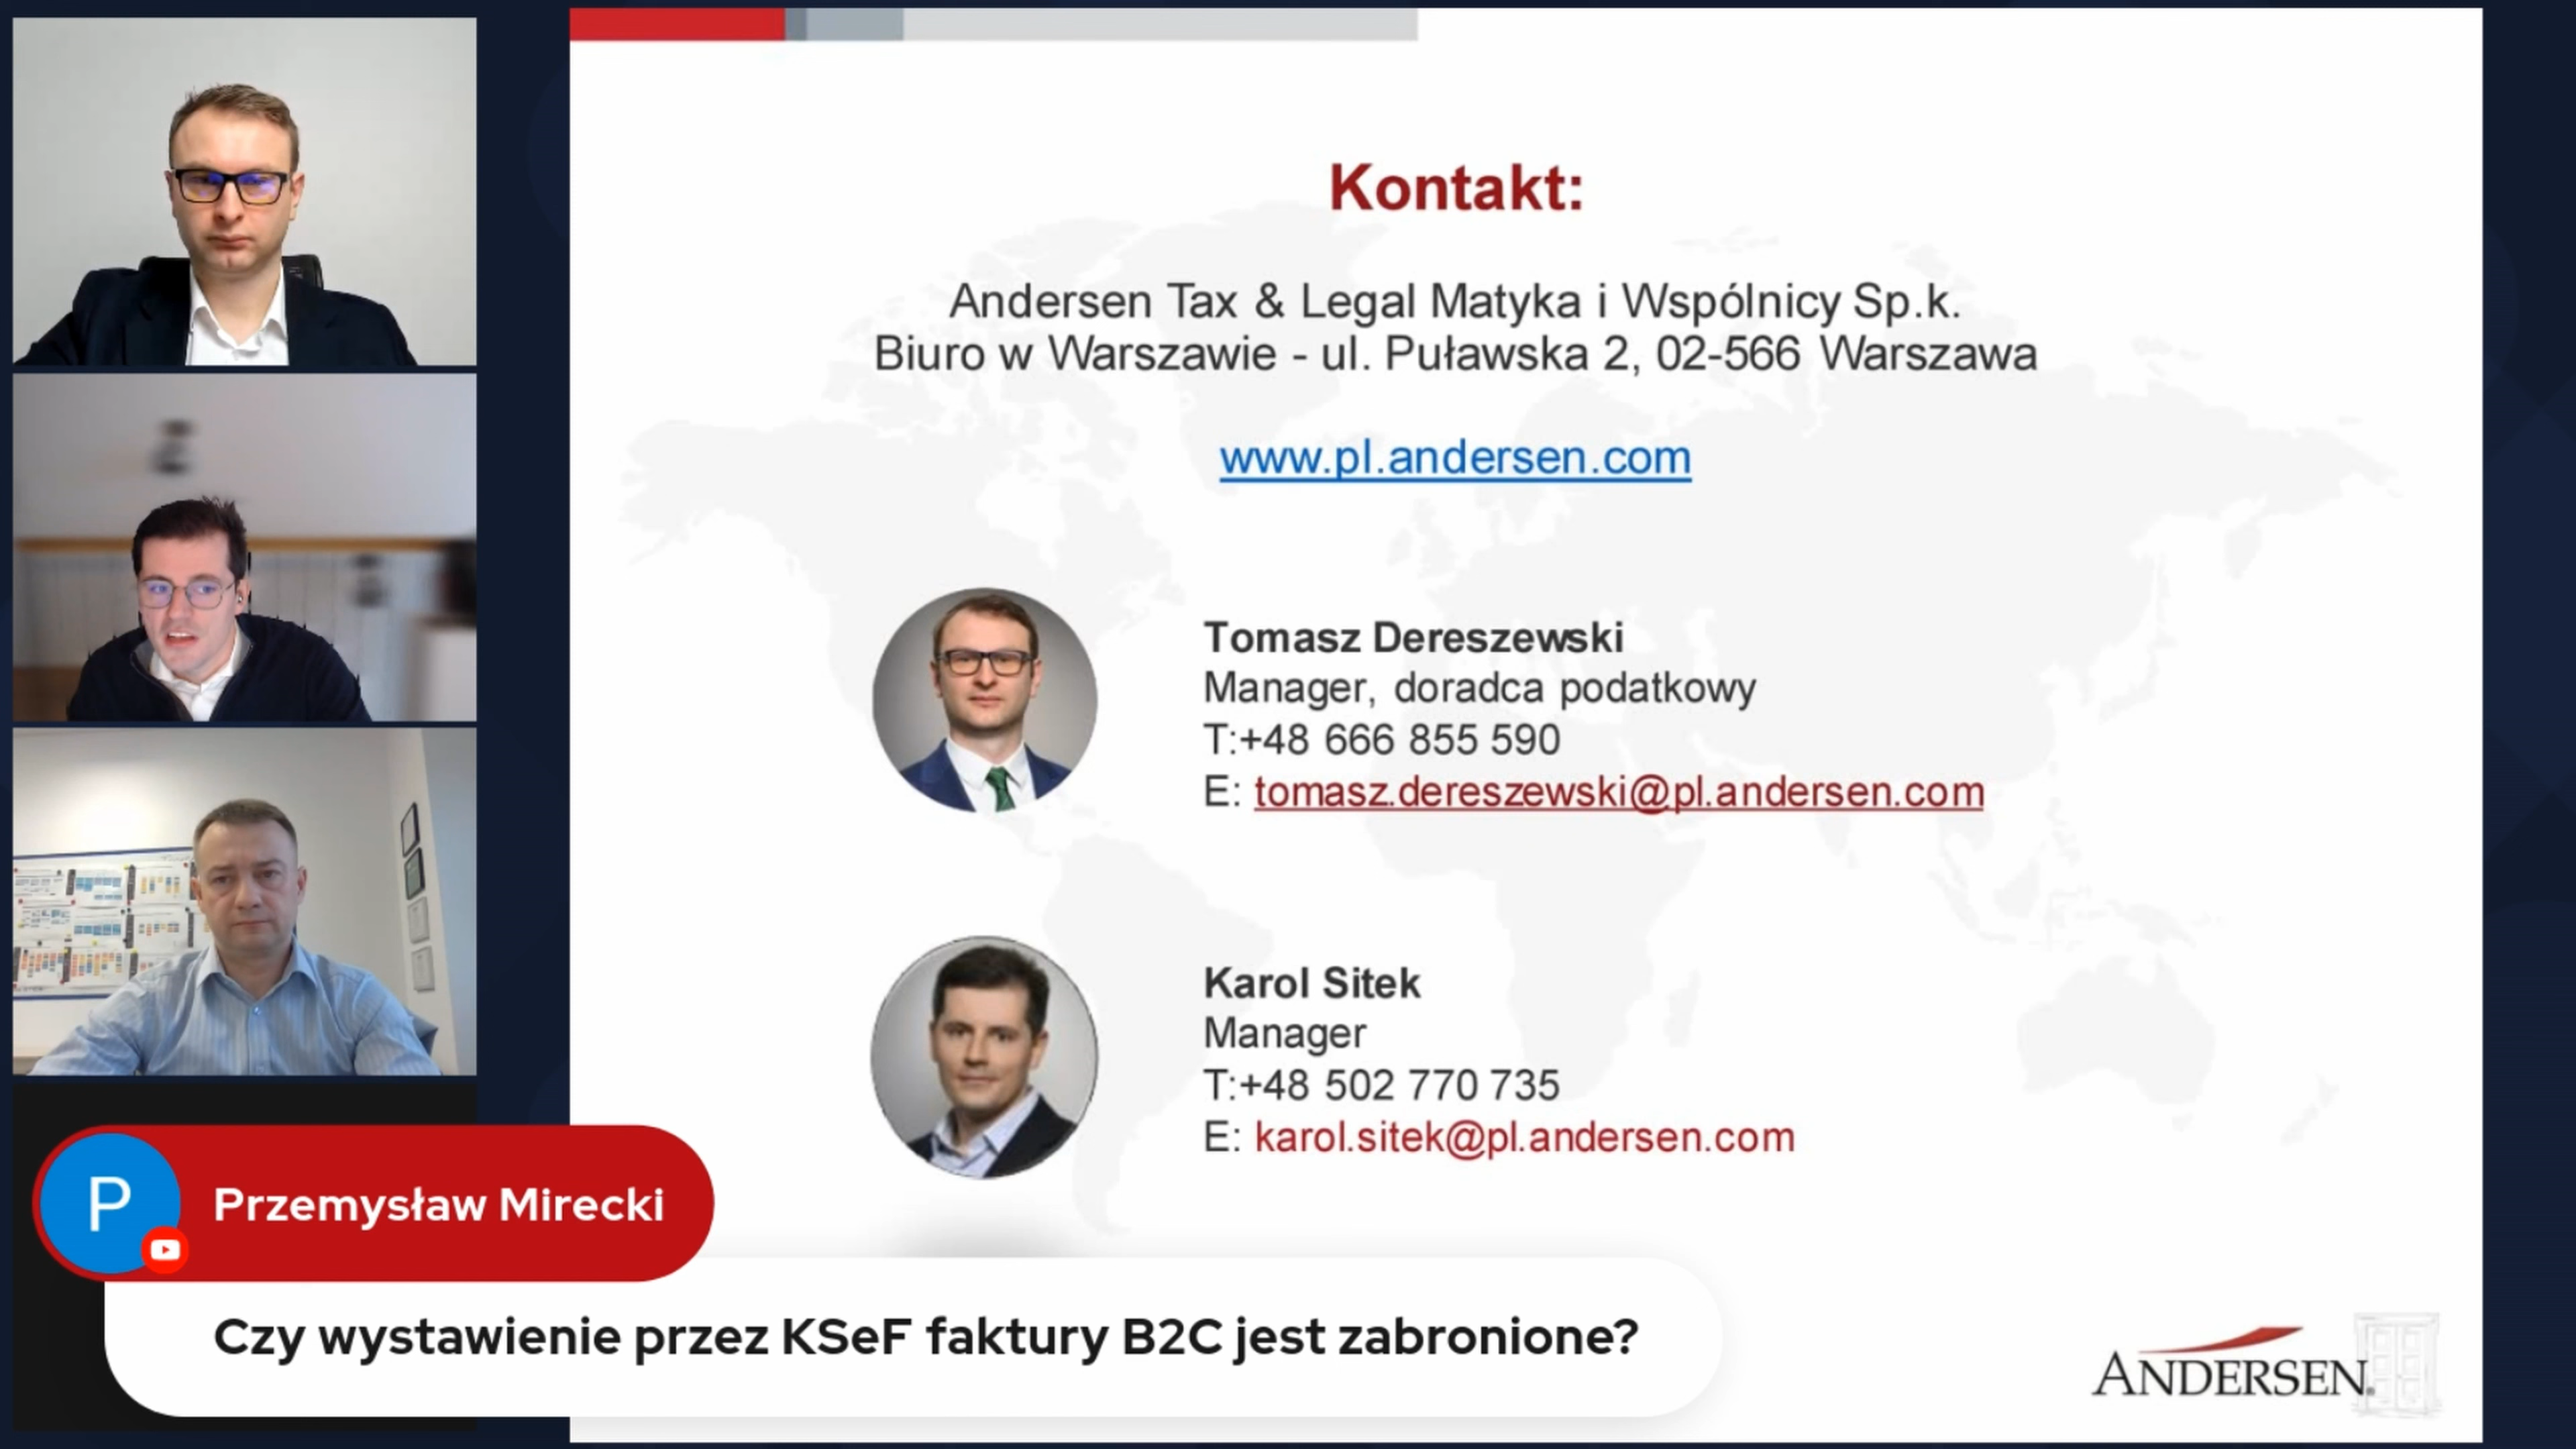 Kontakt:
Andersen Tax & Legal Matyka i Wspólnicy Sp.k.
Biuro w Warszawie - ul. Puławska 2, 02-566 Warszawa
www.pl.andersen.com
Tomasz Dereszewski
Manager, doradca podatkowy
T:+48 666 855 590
E: tomasz.dereszewski@pl.andersen.com
Karol Sitek
Manager
T:+48 502 770 735
E: karol.sitek@pl.andersen.com
P
Przemysław Mirecki
Czy wystawienie przez KSeF faktury B2C jest zabronione?
ANDERSEN®